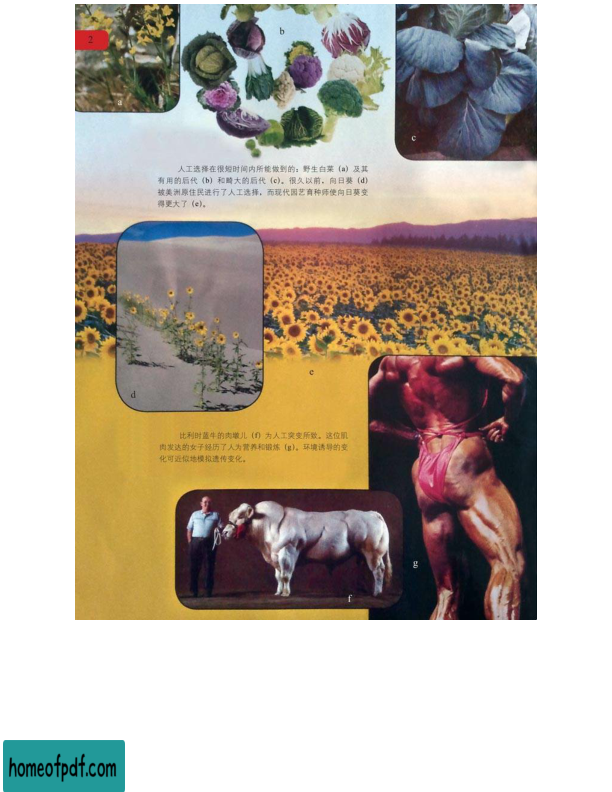 2
a
b
c
人工选择在很短时间内所能做到的：野生白菜（a）及其
有用的后代（b）和畸大的后代（c）。很久以前，向日葵（d）
被美洲原住民进行了人工选择，而现代园艺育种师使向日葵变
得更大了（e）。
e
d
比利时蓝牛的肉墩儿（f）为人工突变所致。这位肌
肉发达的女子经历了人为营养和锻炼（g）。环境诱导的变
化可近似地模拟遗传变化。
g
f
homeofpdf.com